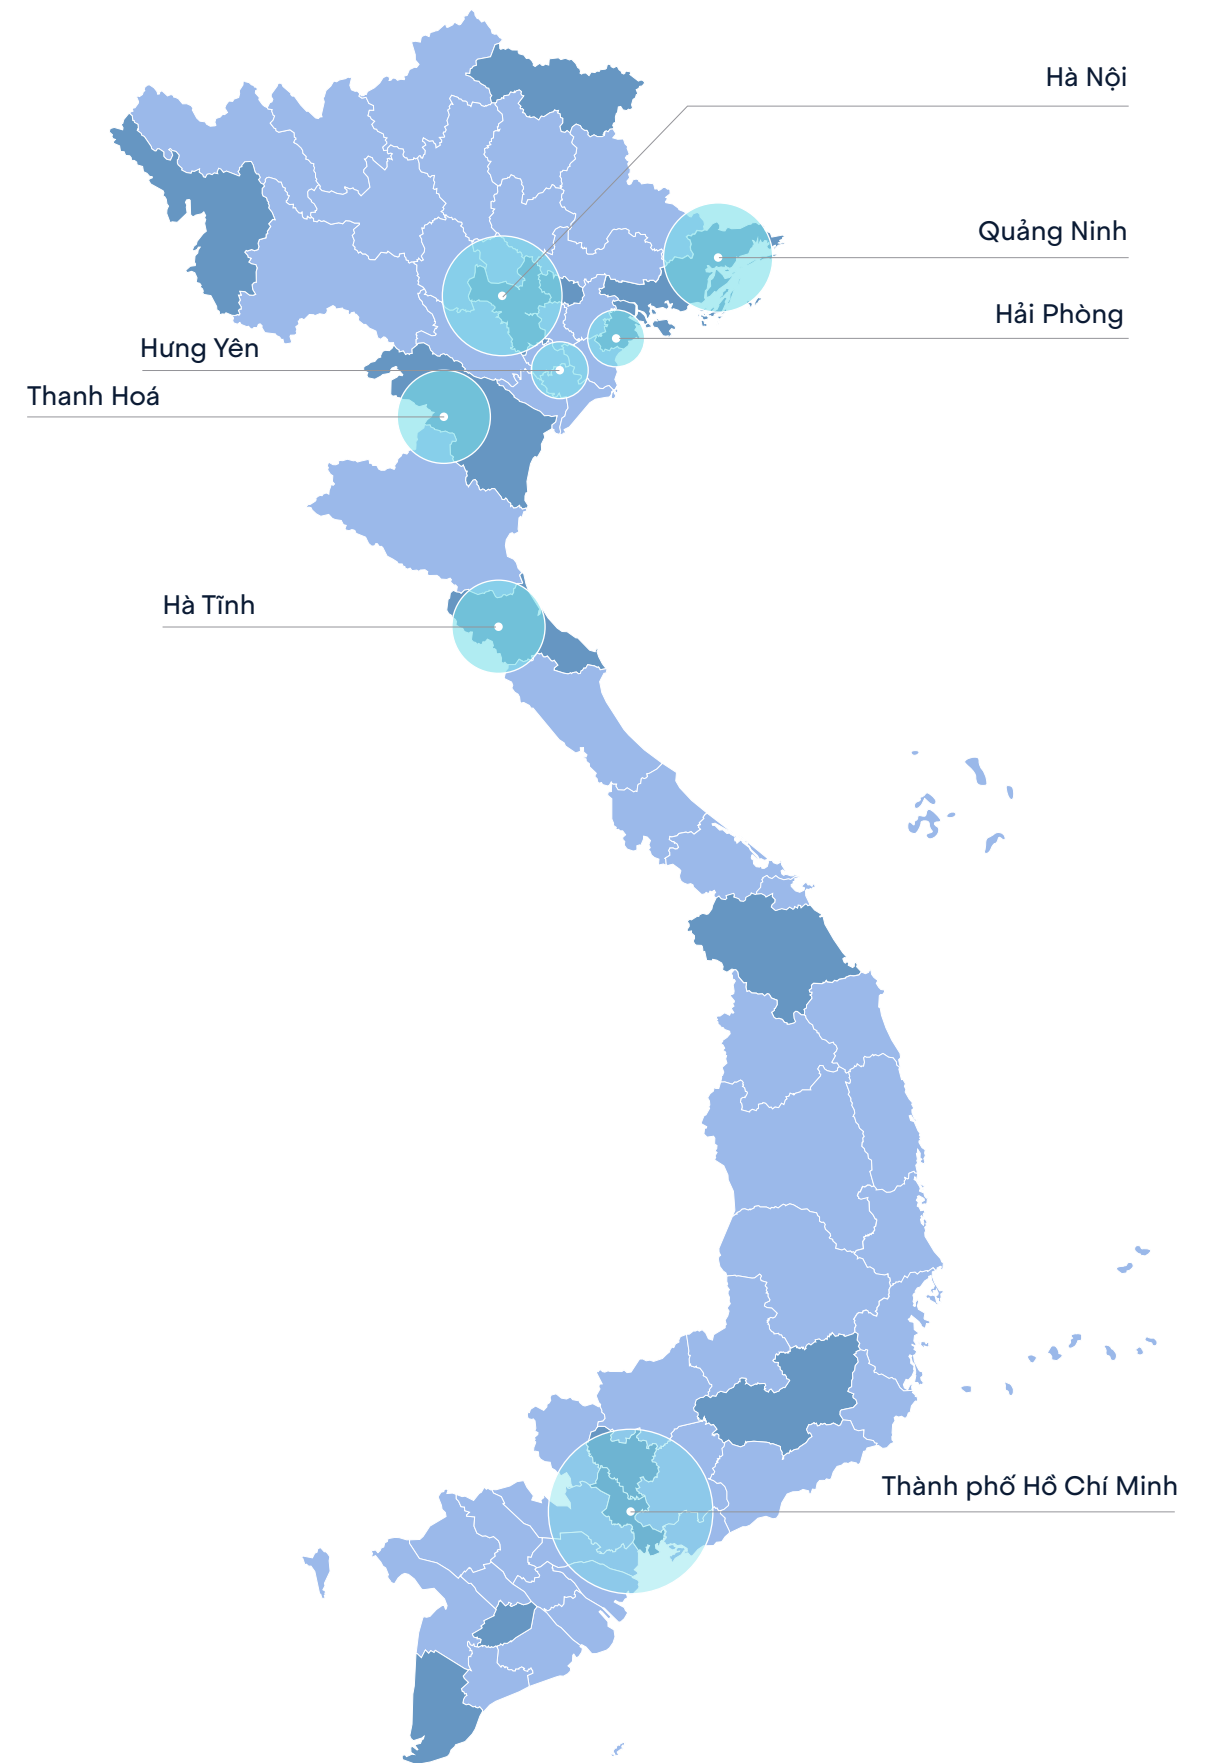 Hà Nội
Quảng Ninh
Hải Phòng
Hưng Yên
Thanh Hoá
Hà Tĩnh
Thành phố Hồ Chí Minh